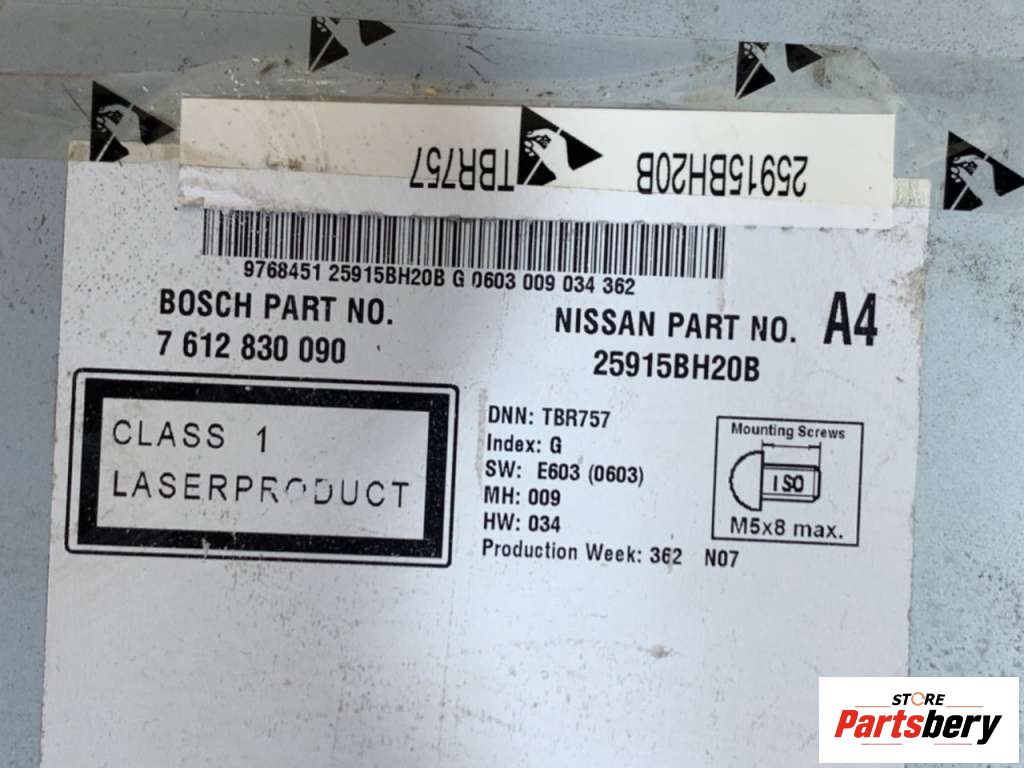 25915BH20B TBR757
9768451 25915BH20B G 0603 009 034 362
BOSCH PART NO.
7 612 830 090
NISSAN PART NO. A4
25915BH20B
CLASS 1
LASERPRODUCT
DNN: TBR757
Index: G
SW: E603 (0603)
MH: 009
HW: 034
Production Week: 362 N07
Mounting Screws
ISO
M5x8 max.
STORE
Partsbery